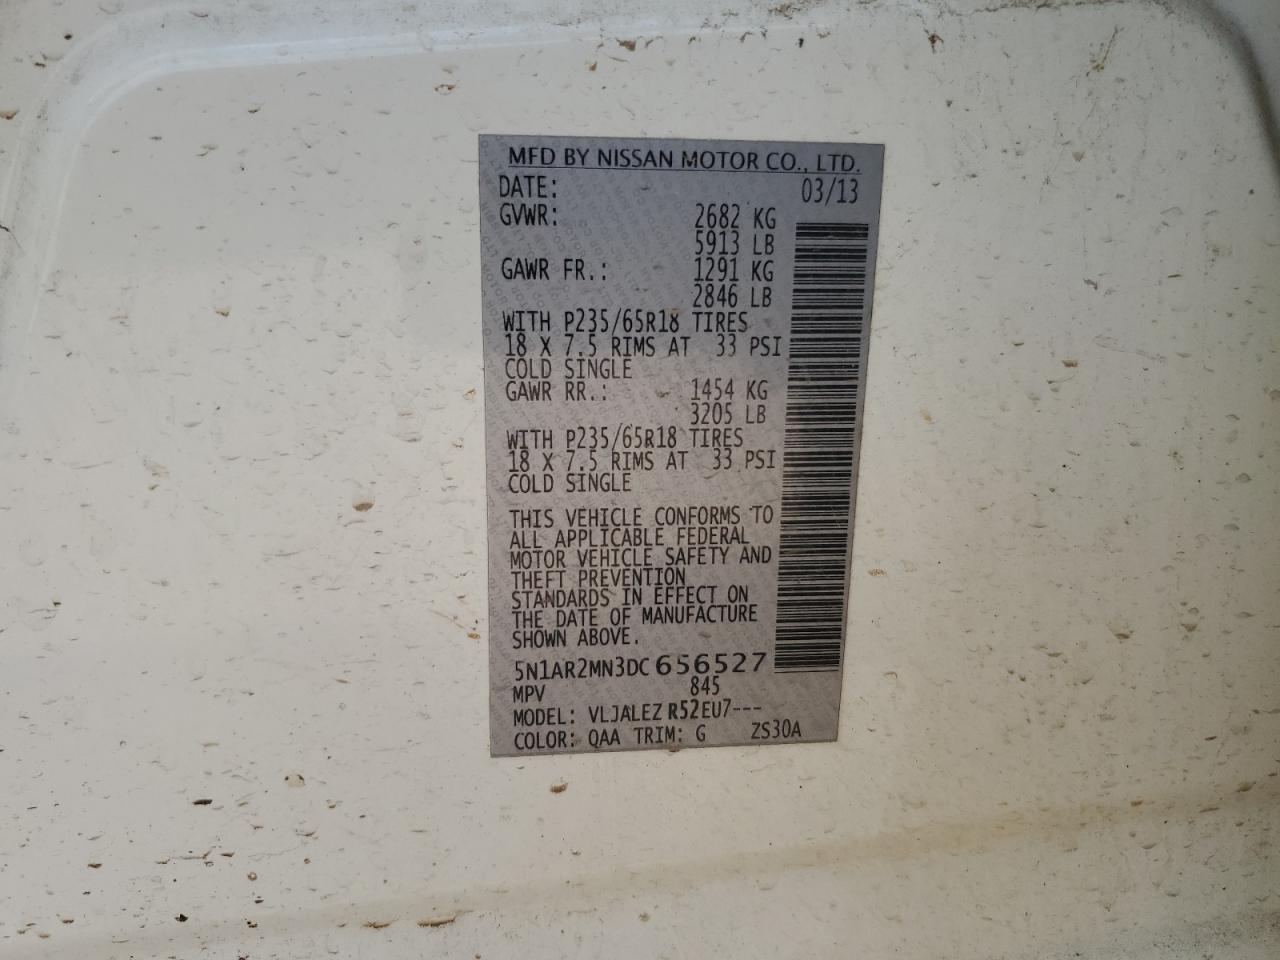 MFD BY NISSAN MOTOR CO., LTD.
DATE: 03/13
GVWR: 2682 KG
5913 LB
GAWR FR.: 1291 KG
2846 LB
WITH P235/65R18 TIRES
18 X 7.5 RIMS AT 33 PSI
COLD SINGLE
GAWR RR.: 1454 KG
3205 LB
WITH P235/65R18 TIRES
18 X 7.5 RIMS AT 33 PSI
COLD SINGLE
THIS VEHICLE CONFORMS TO
ALL APPLICABLE FEDERAL
MOTOR VEHICLE SAFETY AND
THEFT PREVENTION
STANDARDS IN EFFECT ON
THE DATE OF MANUFACTURE
SHOWN ABOVE.
5N1AR2MN3DC656527
MPV 845
MODEL: VLJALEZR52EU7---
COLOR: QAA TRIM: G ZS30A